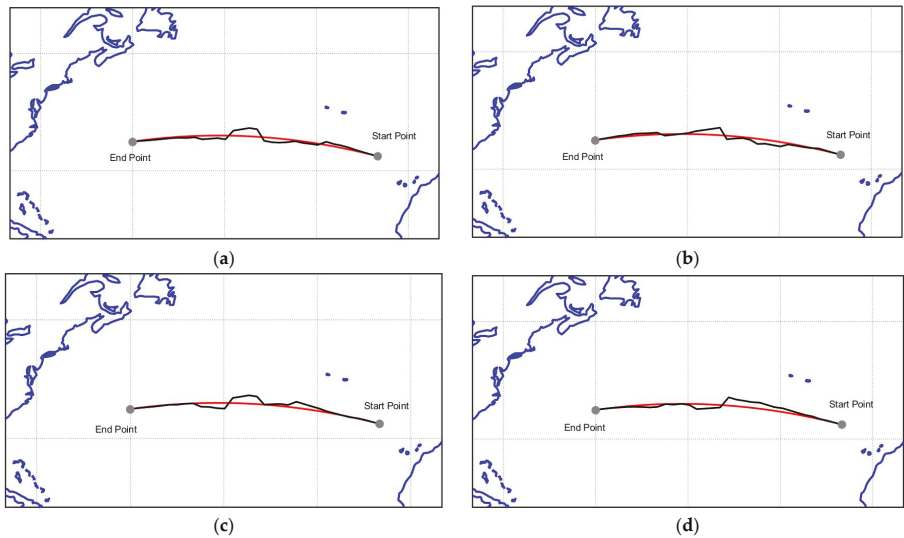 Start Point
End Point
(a)
Start Point
End Point
(b)
Start Point
End Point
(c)
Start Point
End Point
(d)